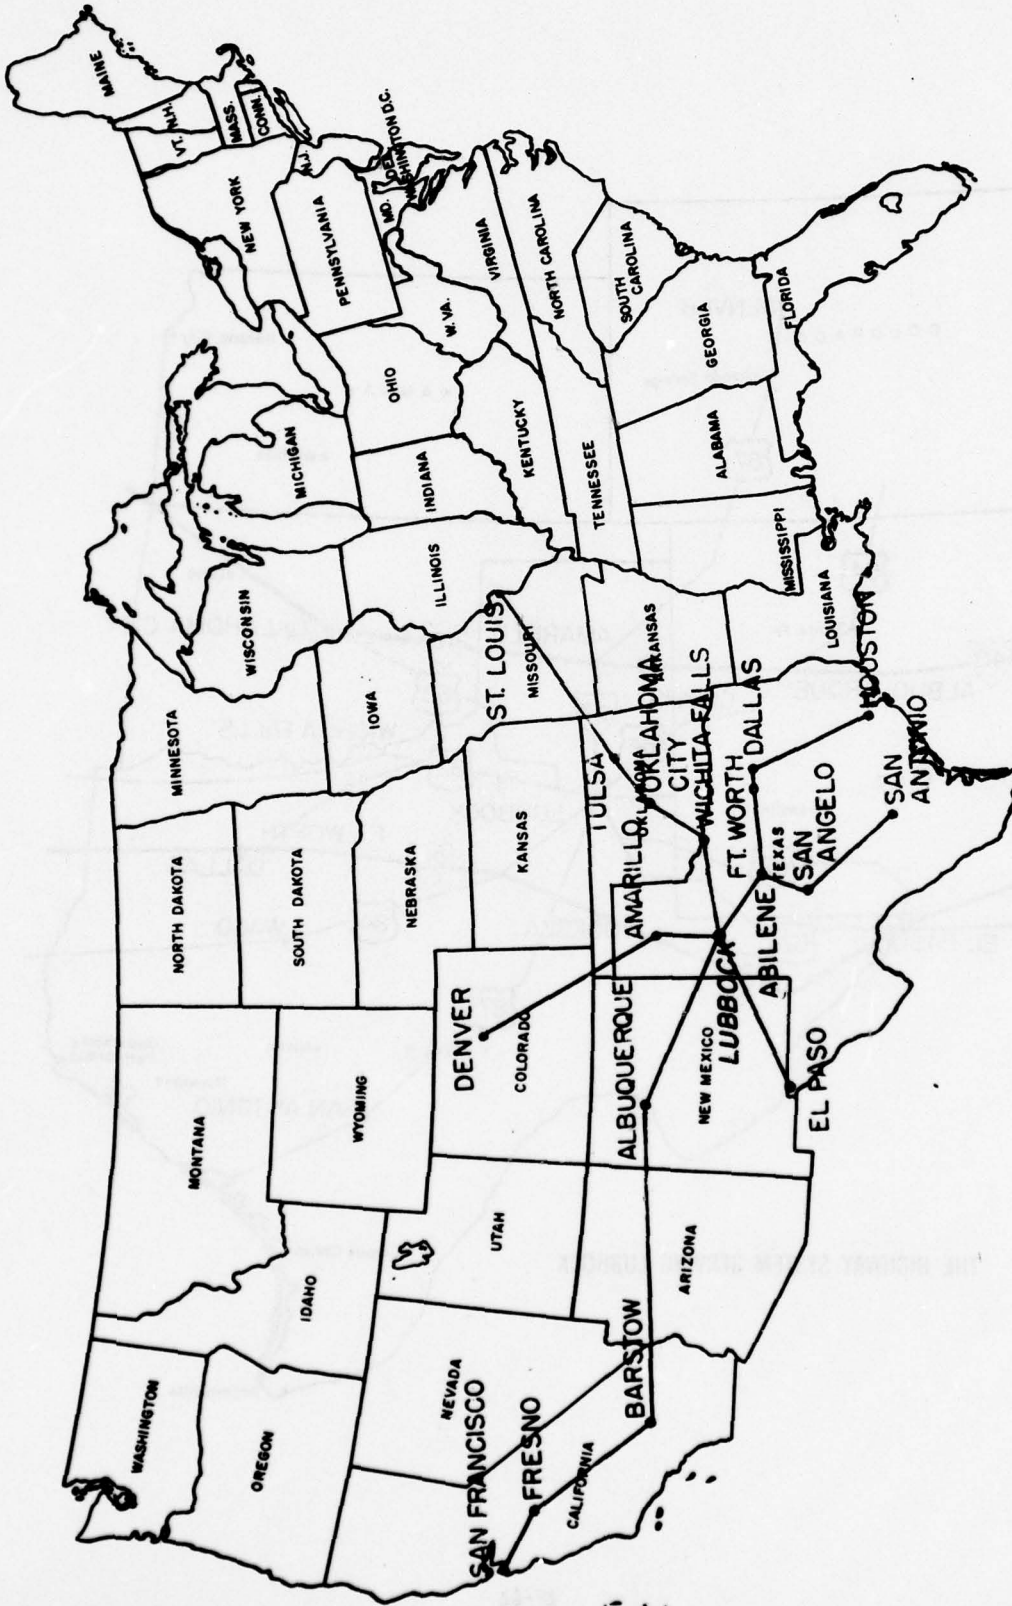 WASHINGTON
OREGON
CALIFORNIA
NEVADA
IDAHO
MONTANA
WYOMING
UTAH
ARIZONA
COLORADO
NEW MEXICO
NORTH DAKOTA
SOUTH DAKOTA
NEBRASKA
KANSAS
OKLAHOMA
TEXAS
MINNESOTA
IOWA
MISSOURI
ARKANSAS
LOUISIANA
WISCONSIN
ILLINOIS
MICHIGAN
INDIANA
OHIO
KENTUCKY
TENNESSEE
MISSISSIPPI
ALABAMA
GEORGIA
FLORIDA
SOUTH
CAROLINA
NORTH CAROLINA
VIRGINIA
W. VA.
PENNSYLVANIA
NEW YORK
VT.
N.H.
MAINE
MASS.
CONN.
N.J.
MD.
DEL.
WASHINGTON D.C.
SAN FRANCISCO
FRESNO
BARSTOW
ALBUQUERQUE
DENVER
EL PASO
LUBBOCK
AMARILLO
ABILENE
SAN
ANGELO
SAN
ANTONIO
FT. WORTH
DALLAS
HOUSTON
WICHITA FALLS
OKLAHOMA
CITY
TULSA
ST. LOUIS